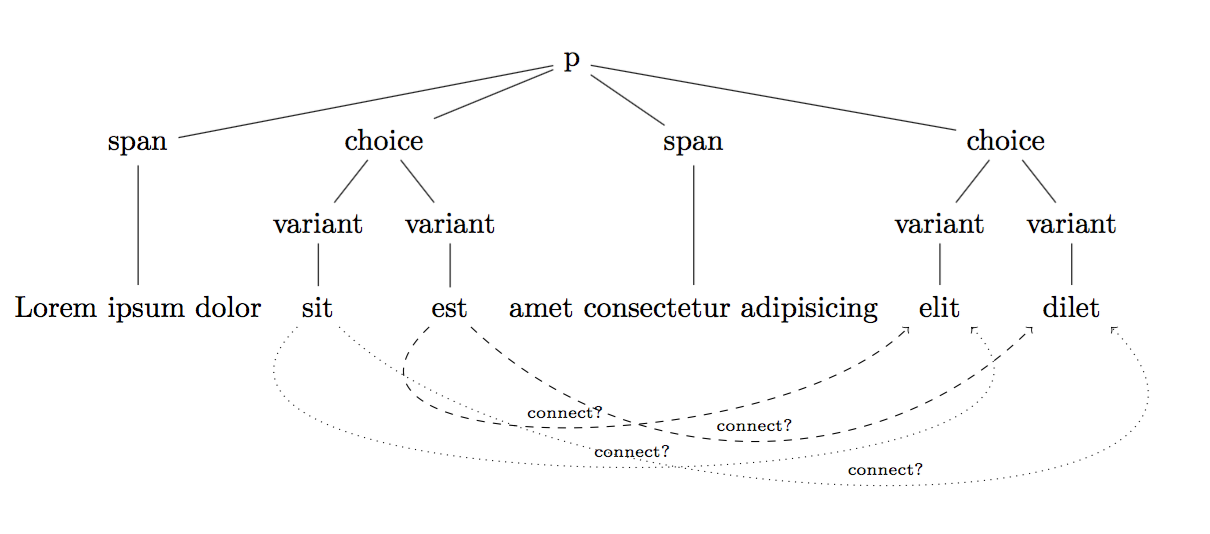 p
span choice span choice
variant variant variant variant
Lorem ipsum dolor sit est amet consectetur adipisicing elit dilet
connect?
connect?
connect?
connect?